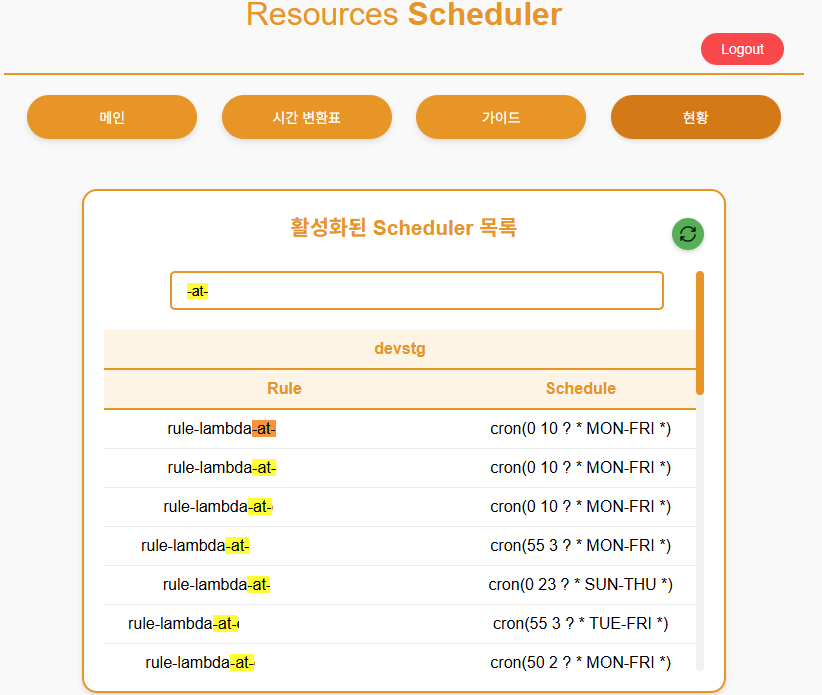 Resources Scheduler
Logout
메인 시간 변환표 가이드 현황
활성화된 Scheduler 목록
-at-
devstg
Rule Schedule
rule-lambda-at- cron(0 10 ? * MON-FRI *)
rule-lambda-at- cron(0 10 ? * MON-FRI *)
rule-lambda-at- cron(0 10 ? * MON-FRI *)
rule-lambda-at- cron(55 3 ? * MON-FRI *)
rule-lambda-at- cron(0 23 ? * SUN-THU *)
rule-lambda-at- cron(55 3 ? * TUE-FRI *)
rule-lambda-at- cron(50 2 ? * MON-FRI *)